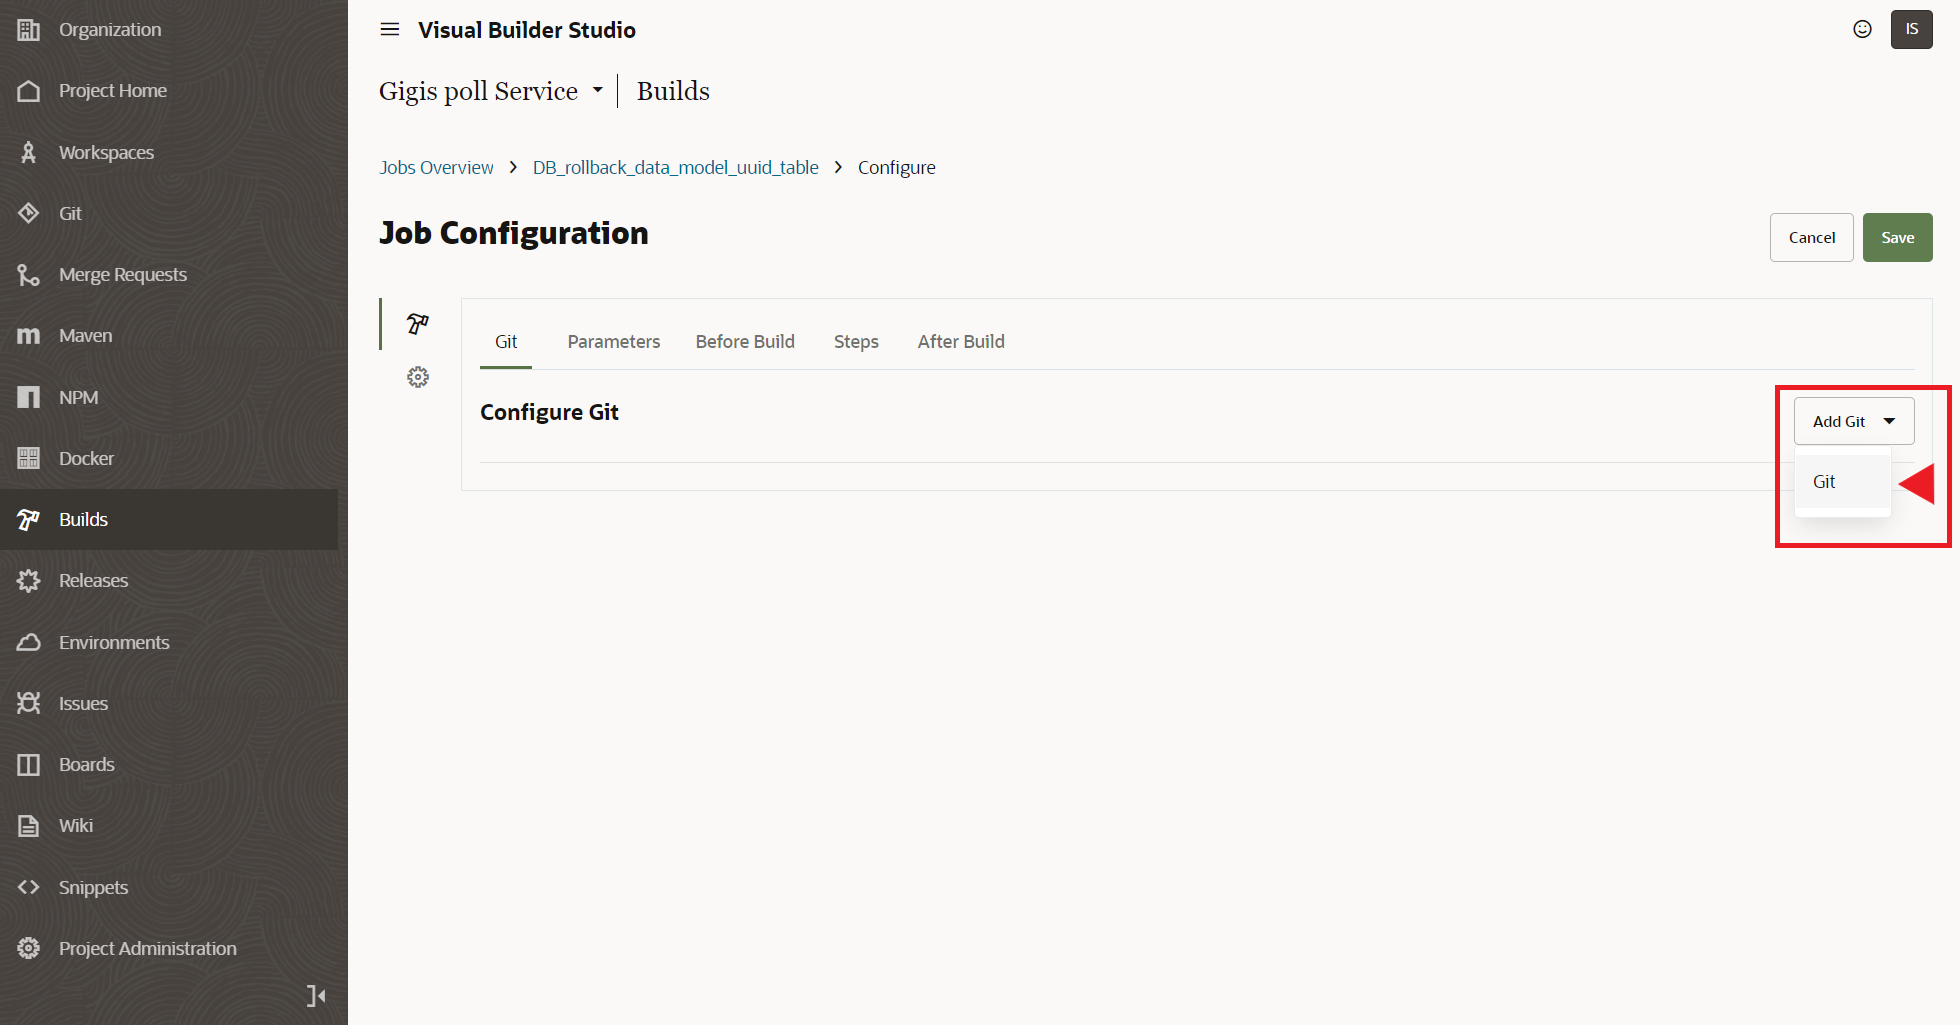 Organization
Project Home
Workspaces
Git
Merge Requests
Maven
NPM
Docker
Builds
Releases
Environments
Issues
Boards
Wiki
Snippets
Project Administration
Visual Builder Studio
IS
Gigis poll Service
Builds
Jobs Overview > DB_rollback_data_model_uuid_table > Configure
Job Configuration
Cancel
Save
Git
Parameters
Before Build
Steps
After Build
Configure Git
Add Git
Git